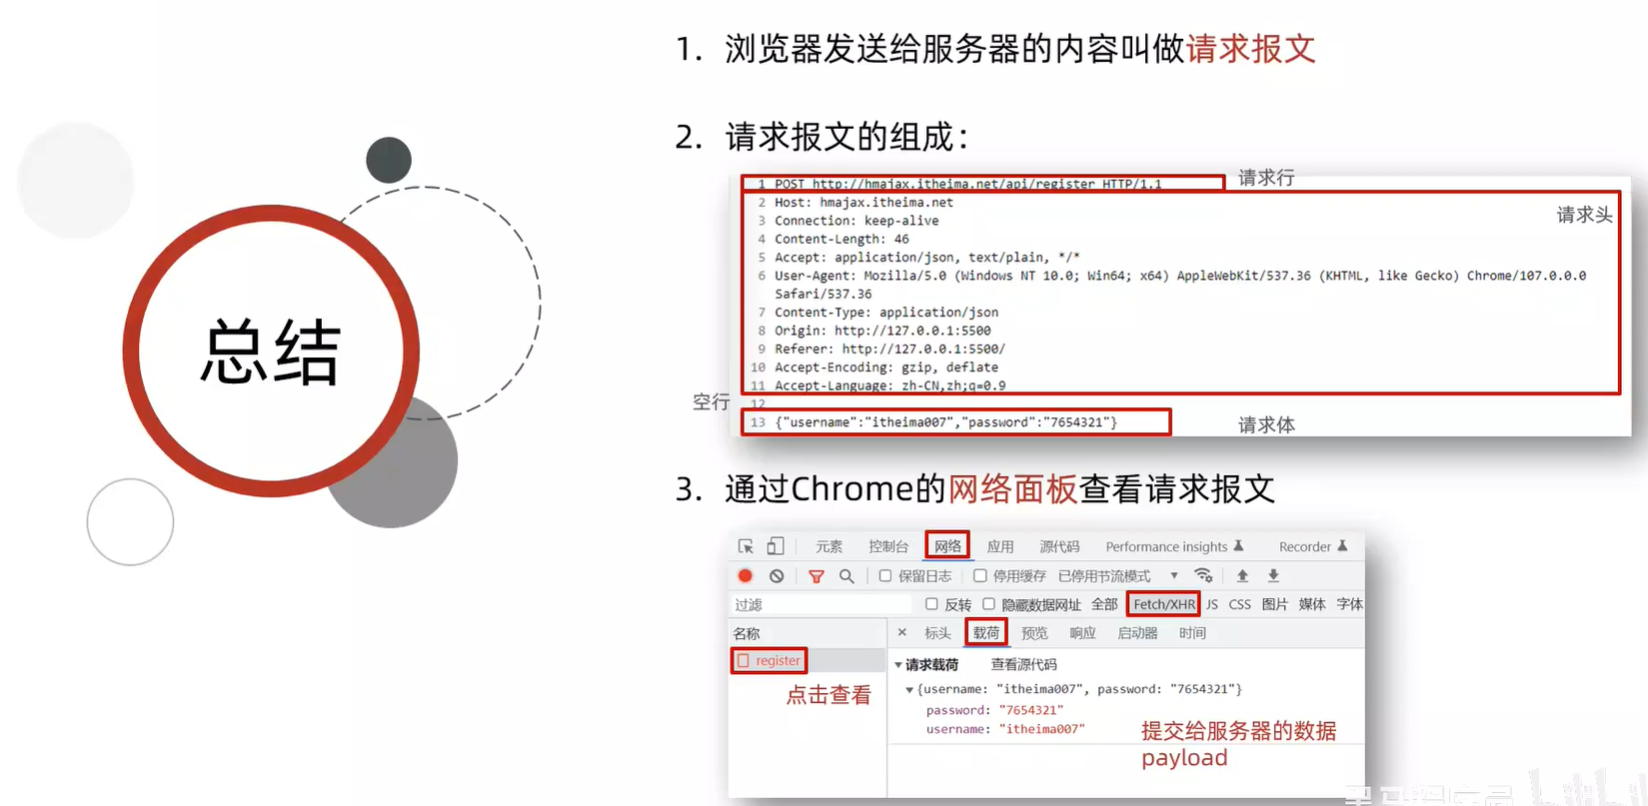 总结
1. 浏览器发送给服务器的内容叫做请求报文
2. 请求报文的组成：
请求行
1 POST http://hmajax.itheima.net/api/register HTTP/1.1
请求头
2 Host: hmajax.itheima.net
3 Connection: keep-alive
4 Content-Length: 46
5 Accept: application/json, text/plain, */*
6 User-Agent: Mozilla/5.0 (Windows NT 10.0; Win64; x64) AppleWebKit/537.36 (KHTML, like Gecko) Chrome/107.0.0.0
Safari/537.36
7 Content-Type: application/json
8 Origin: http://127.0.0.1:5500
9 Referer: http://127.0.0.1:5500/
10 Accept-Encoding: gzip, deflate
11 Accept-Language: zh-CN,zh;q=0.9
空行 12
13 {"username":"itheima007","password":"7654321"}
请求体
3. 通过Chrome的网络面板查看请求报文
元素 控制台 网络 应用 源代码 Performance insights Recorder
保留日志 停用缓存 已停用节流模式
过滤 反转 隐藏数据网址 全部 Fetch/XHR JS CSS 图片 媒体 字体
名称 × 标头 载荷 预览 响应 启动器 时间
register
点击查看
▼请求载荷 查看源代码
▼{username: "itheima007", password: "7654321"}
password: "7654321"
username: "itheima007"
提交给服务器的数据
payload